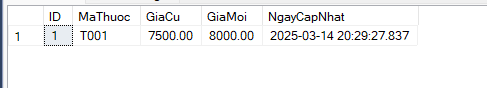 ID MaThuoc GiaCu GiaMoi NgayCapNhat
1 1 T001 7500.00 8000.00 2025-03-14 20:29:27.837